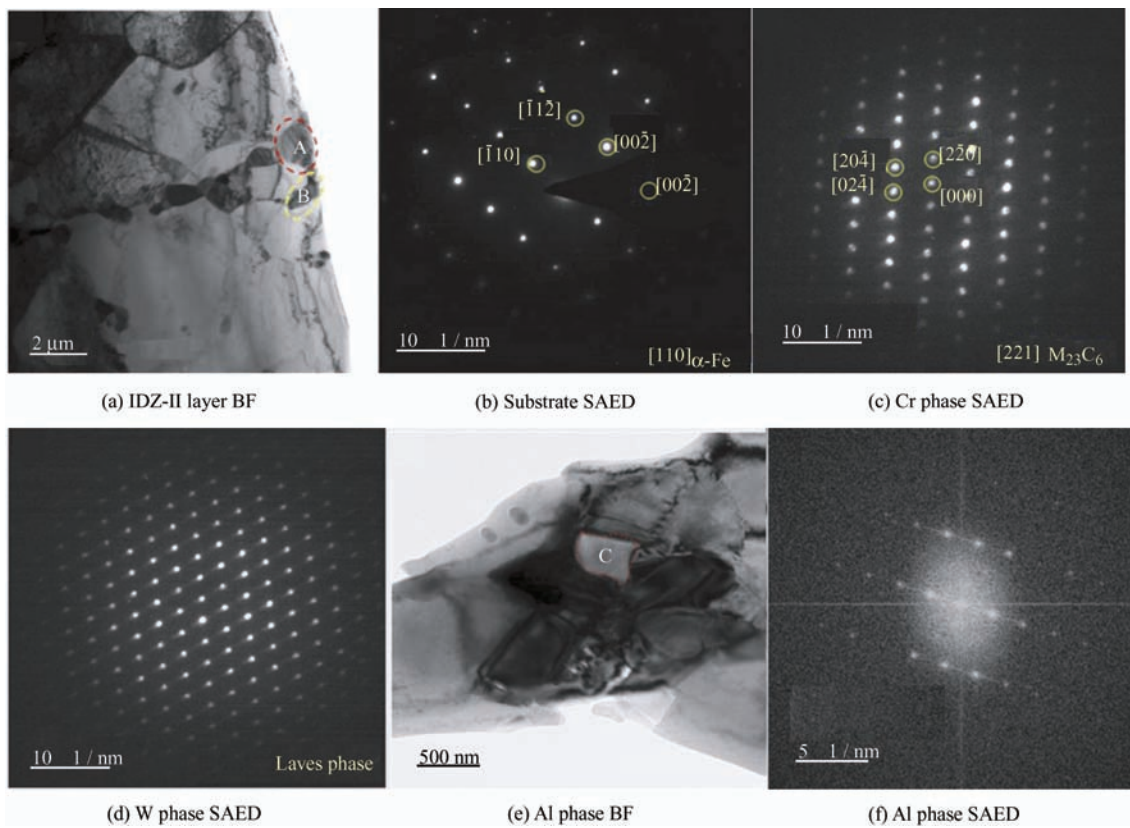 A
B
2 μm
[1̄12̄]
[002̄]
[1̄10]
[002̄]
10 1 / nm
[110]α-Fe
[204̄]
[22̄0]
[024̄]
[000]
10 1 / nm
[221] M₂₃C₆
(a) IDZ-II layer BF
(b) Substrate SAED
(c) Cr phase SAED
10 1 / nm
Laves phase
C
500 nm
5 1 / nm
(d) W phase SAED
(e) Al phase BF
(f) Al phase SAED